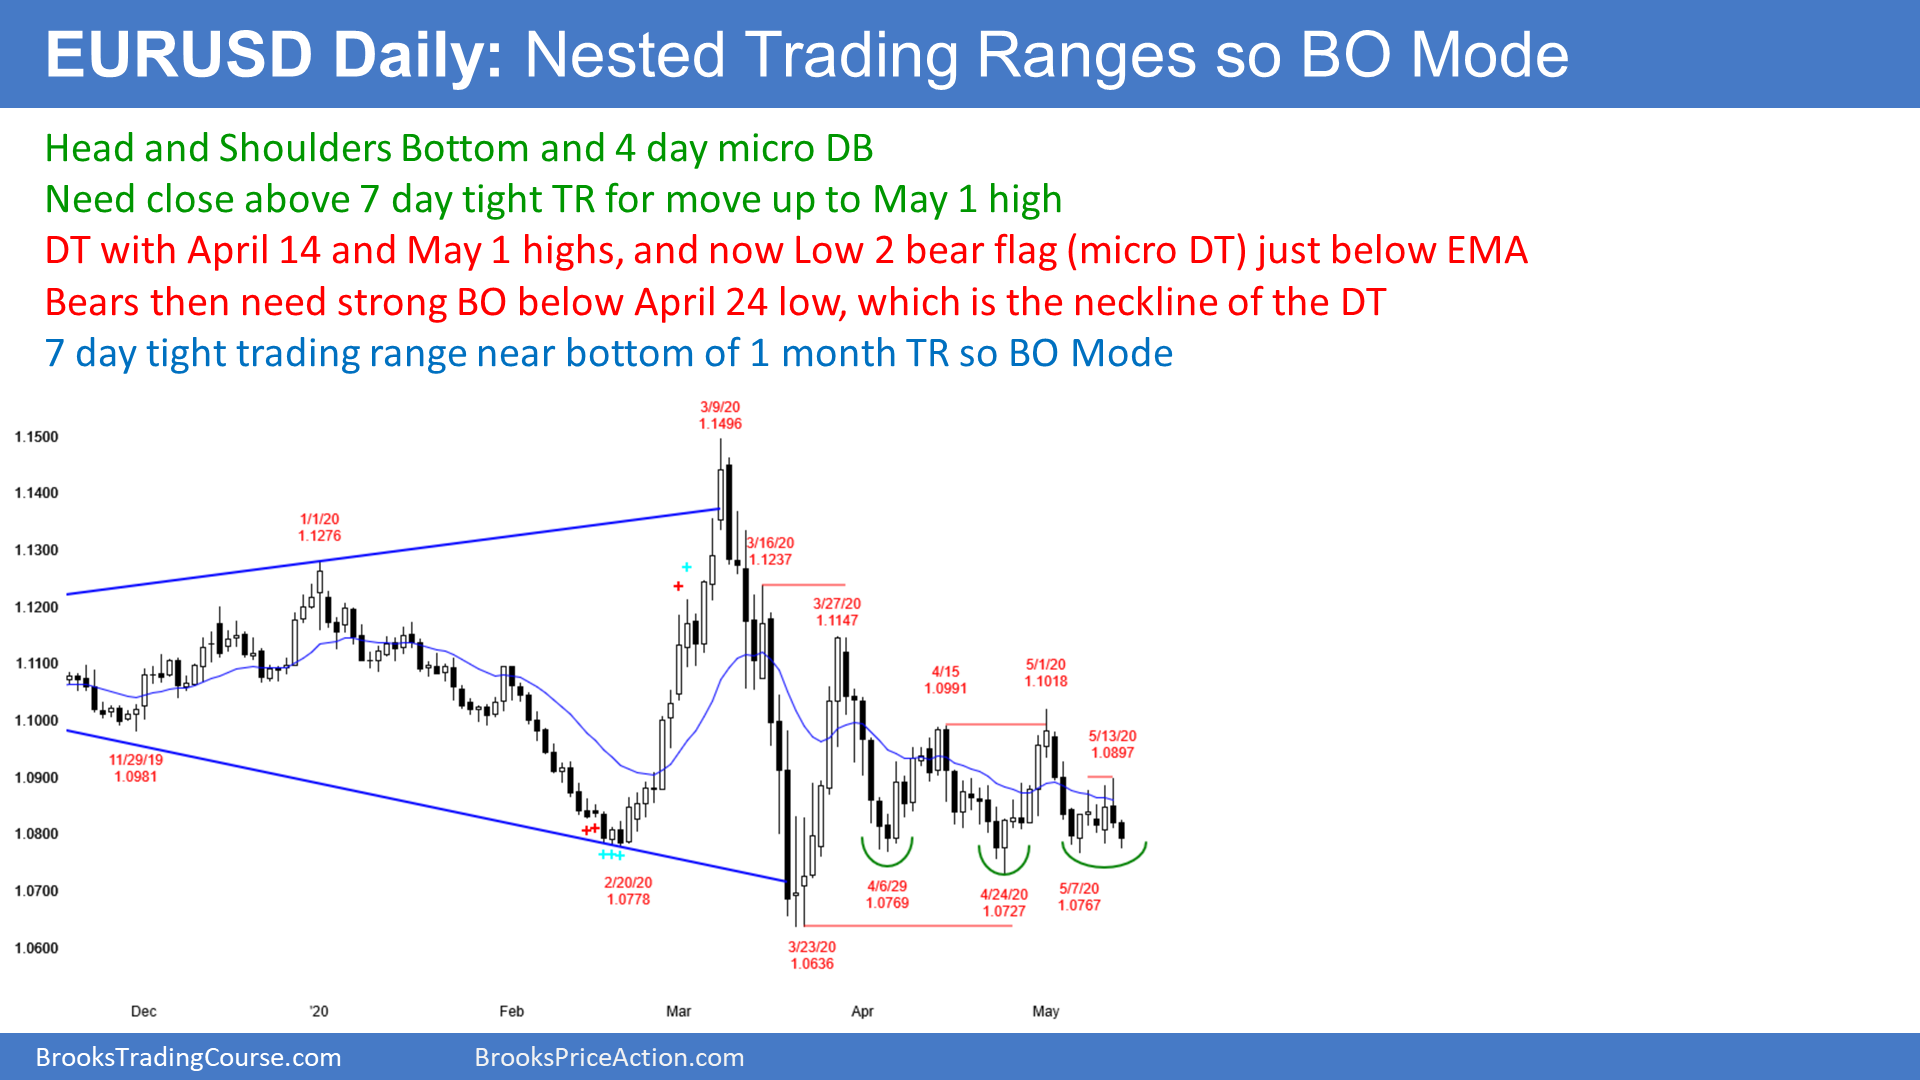 EURUSD Daily: Nested Trading Ranges so BO Mode
Head and Shoulders Bottom and 4 day micro DB
Need close above 7 day tight TR for move up to May 1 high
DT with April 14 and May 1 highs, and now Low 2 bear flag (micro DT) just below EMA
Bears then need strong BO below April 24 low, which is the neckline of the DT
7 day tight trading range near bottom of 1 month TR so BO Mode
3/9/20
1.1496
1.1500
1.1400
1/1/20
1.1276
3/16/20
1.1237
1.1300
3/27/20
1.1147
1.1200
4/15
1.0991
5/1/20
1.1018
1.1100
1.1000
5/13/20
1.0897
11/29/19
1.0981
1.0900
1.0800
2/20/20
1.0778
4/6/29
1.0769
4/24/20
1.0727
5/7/20
1.0767
1.0700
3/23/20
1.0636
1.0600
Dec
'20
Feb
Mar
Apr
May
BrooksTradingCourse.com
BrooksPriceAction.com